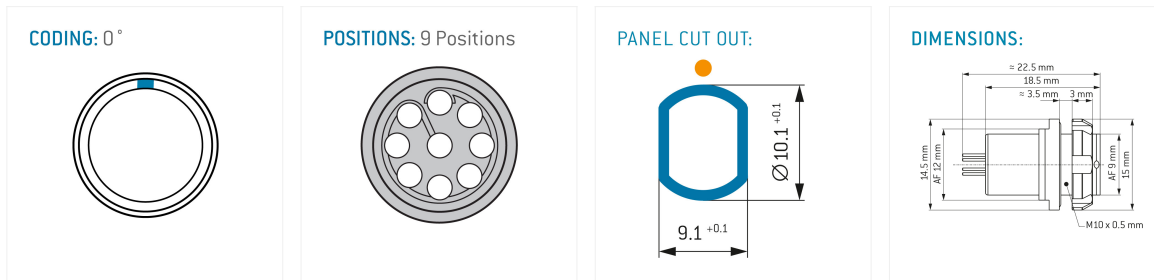 CODING: 0°
POSITIONS: 9 Positions
PANEL CUT OUT:
Ø10.1 +0.1
9.1 +0.1
DIMENSIONS:
≈ 22.5 mm
18.5 mm
≈ 3.5 mm
3 mm
14.5 mm
AF 12 mm
AF 9 mm
15 mm
M10 x 0.5 mm